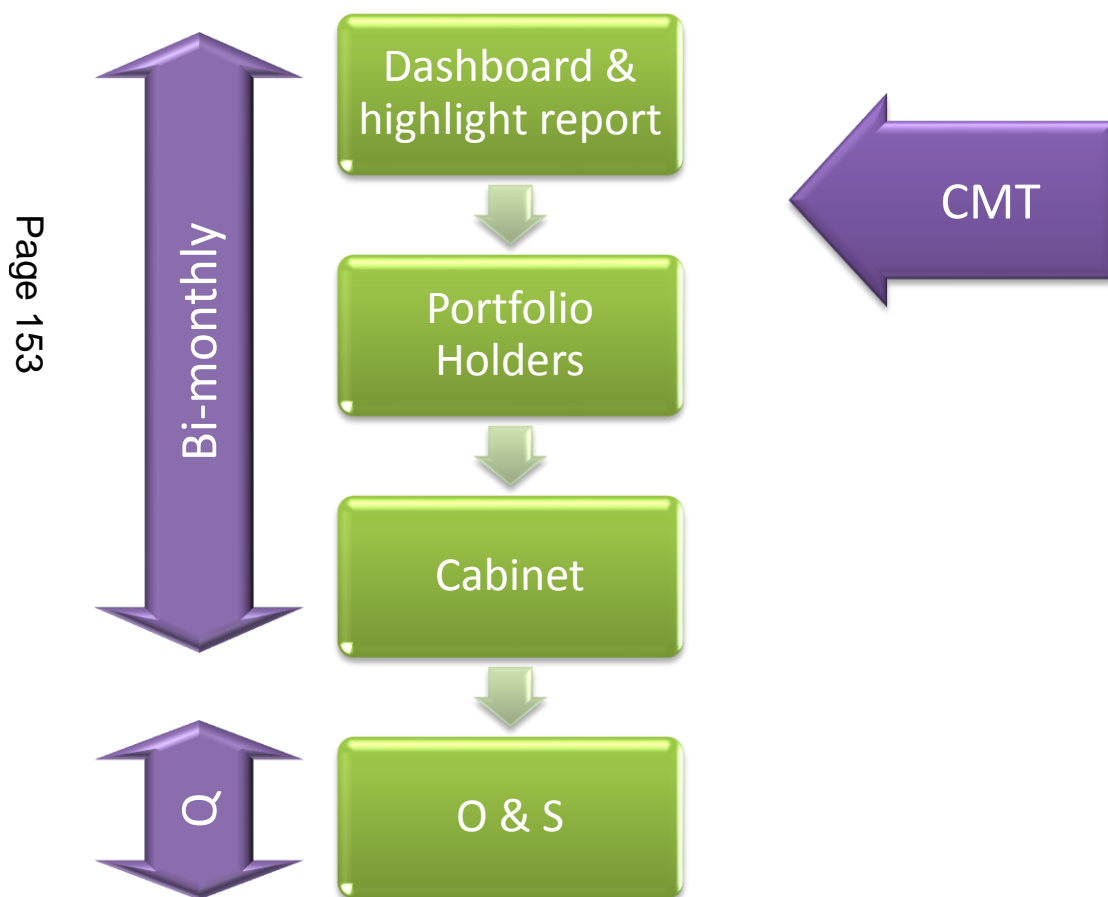 Page 153
Bi-monthly
Dashboard &
highlight report
CMT
Portfolio
Holders
Cabinet
Q
O & S